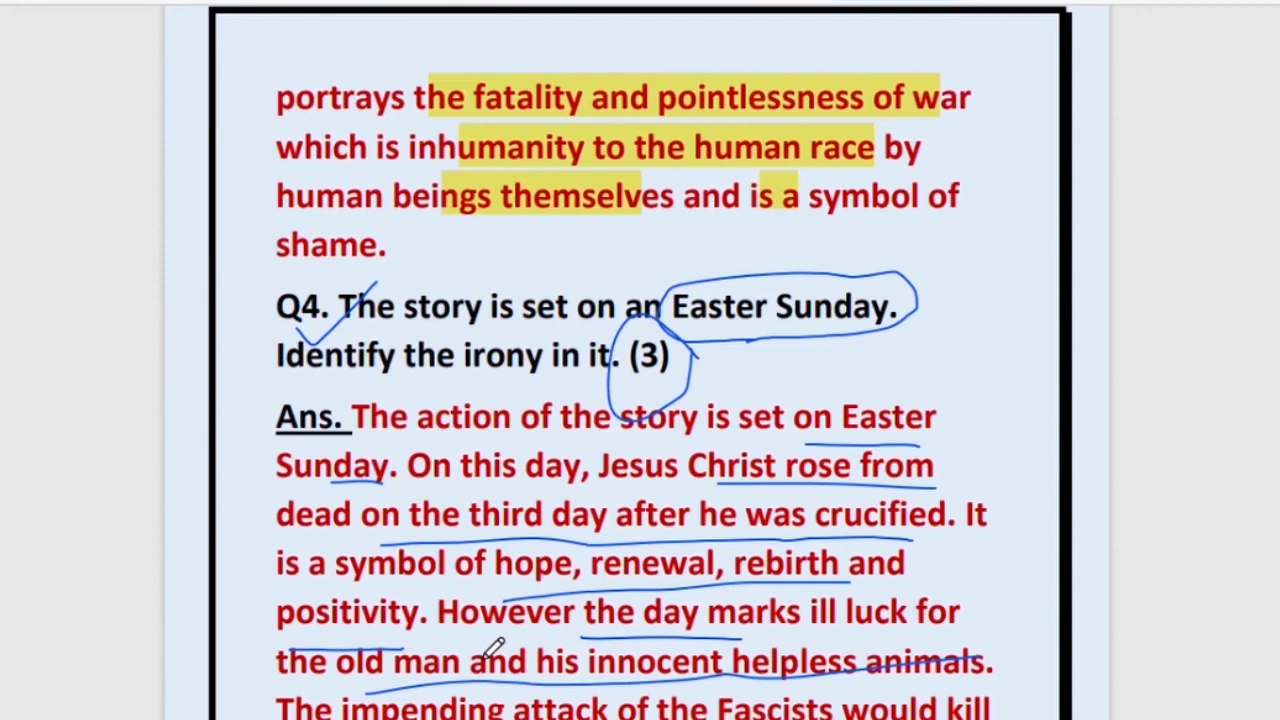 portrays the fatality and pointlessness of war
which is inhumanity to the human race by
human beings themselves and is a symbol of
shame.
Q4. The story is set on an Easter Sunday.
Identify the irony in it. (3)
Ans. The action of the story is set on Easter
Sunday. On this day, Jesus Christ rose from
dead on the third day after he was crucified. It
is a symbol of hope, renewal, rebirth and
positivity. However the day marks ill luck for
the old man and his innocent helpless animals.
The impending attack of the Fascists would kill